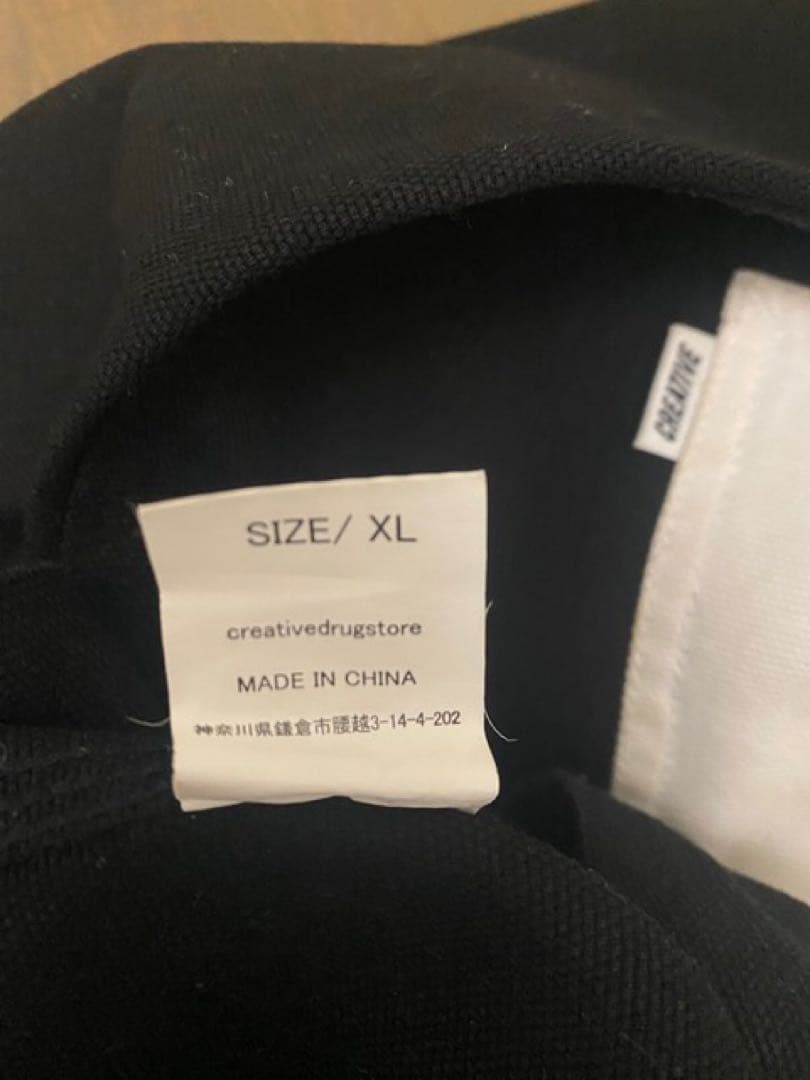 CREATIVE
SIZE/ XL
creativedrugstore
MADE IN CHINA
神奈川県鎌倉市腰越3-14-4-202